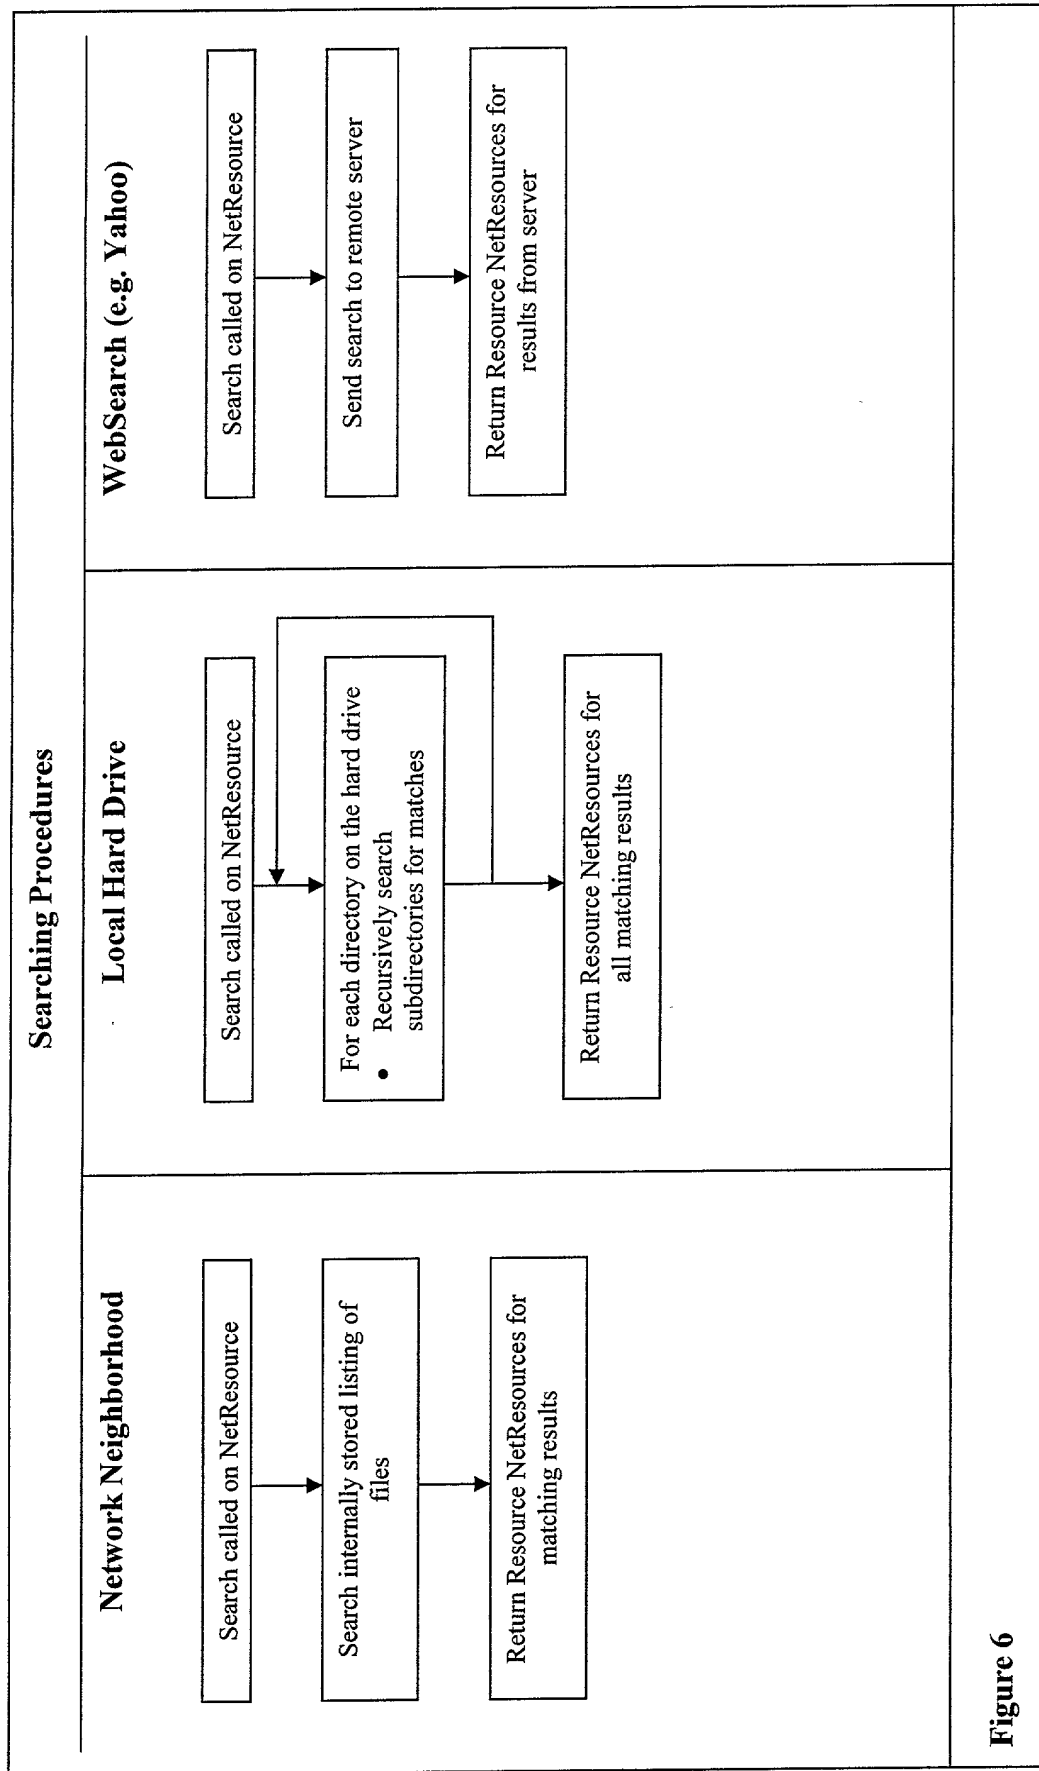 Searching Procedures
Network Neighborhood
Search called on NetResource
Search internally stored listing of
files
Return Resource NetResources for
matching results
Local Hard Drive
Search called on NetResource
For each directory on the hard drive
• Recursively search
subdirectories for matches
Return Resource NetResources for
all matching results
WebSearch (e.g. Yahoo)
Search called on NetResource
Send search to remote server
Return Resource NetResources for
results from server
Figure 6